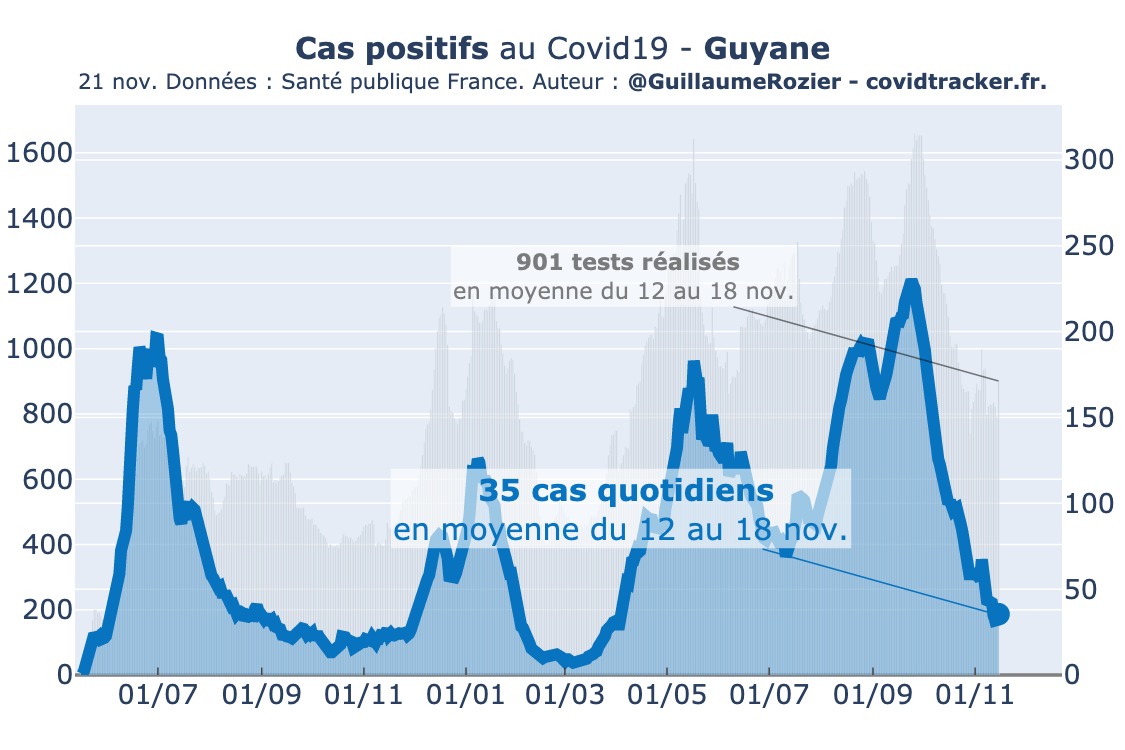 Cas positifs au Covid19 - Guyane
21 nov. Données : Santé publique France. Auteur : @GuillaumeRozier - covidtracker.fr.
1600
1400
1200
1000
800
600
400
200
0
300
250
200
150
100
50
0
901 tests réalisés
en moyenne du 12 au 18 nov.
35 cas quotidiens
en moyenne du 12 au 18 nov.
01/07 01/09 01/11 01/01 01/03 01/05 01/07 01/09 01/11